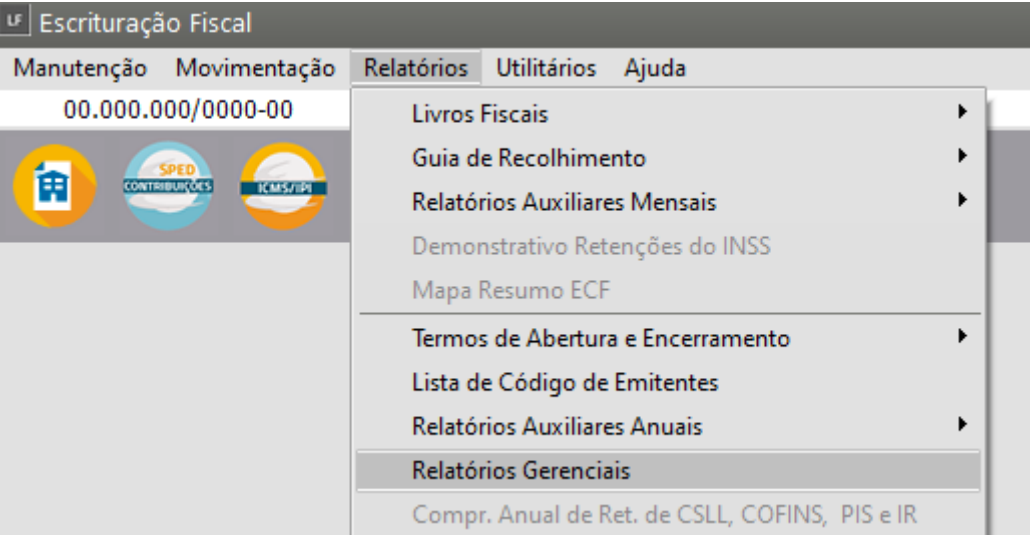 LF Escrituração Fiscal
Manutenção Movimentação Relatórios Utilitários Ajuda
00.000.000/0000-00
SPED
CONTRIBUIÇÕES
ICMS/IPI
Livros Fiscais
Guia de Recolhimento
Relatórios Auxiliares Mensais
Demonstrativo Retenções do INSS
Mapa Resumo ECF
Termos de Abertura e Encerramento
Lista de Código de Emitentes
Relatórios Auxiliares Anuais
Relatórios Gerenciais
Compr. Anual de Ret. de CSLL, COFINS, PIS e IR